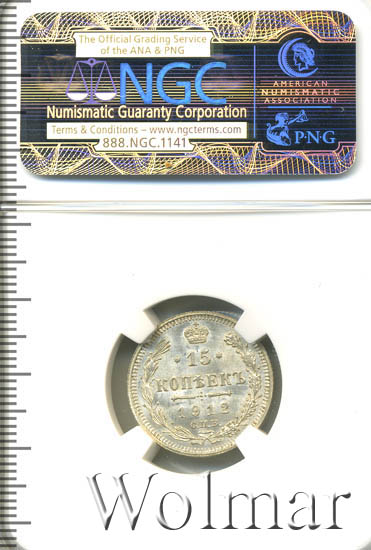 The Official Grading Service
of the ANA & PNG
NGC
Numismatic Guaranty Corporation
Terms & Conditions – www.ngcterms.com
888.NGC.1141
AMERICAN
NUMISMATIC
ASSOCIATION
P·N·G
· 15 ·
КОПѢЕКЪ
1912
С.П.Б.
Wolmar